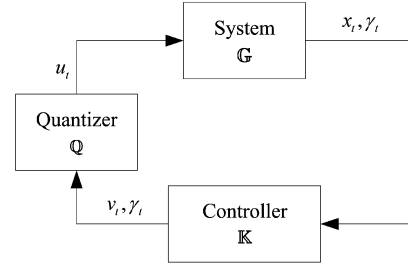 System
𝔾
x_t, γ_t
u_t
Quantizer
ℚ
v_t, γ_t
Controller
𝕂